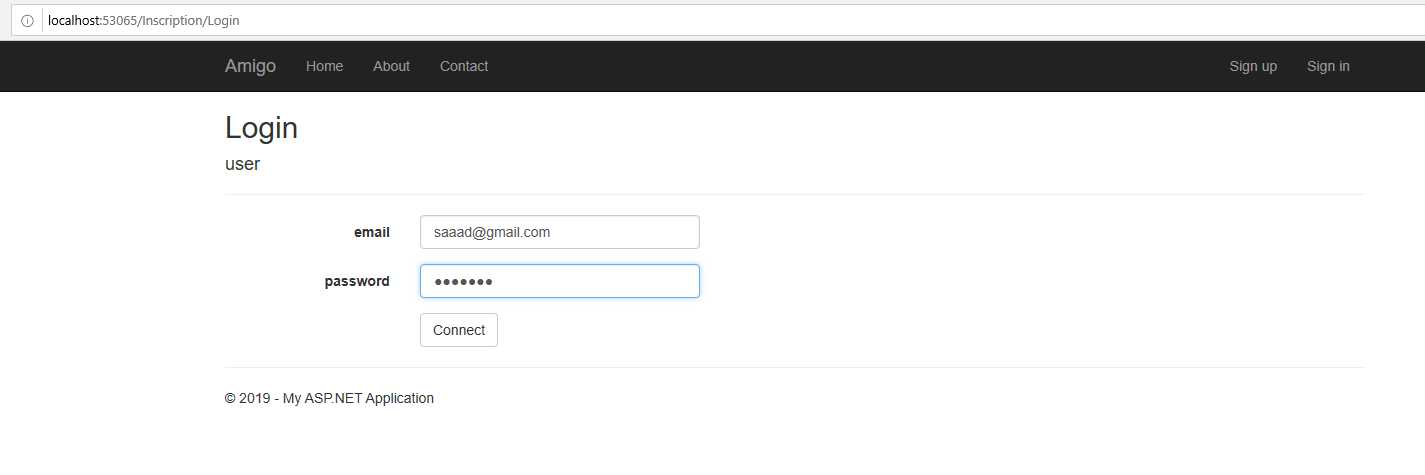 localhost:53065/Inscription/Login
Amigo Home About Contact Sign up Sign in
Login
user
email saaad@gmail.com
password •••••••
Connect
© 2019 - My ASP.NET Application